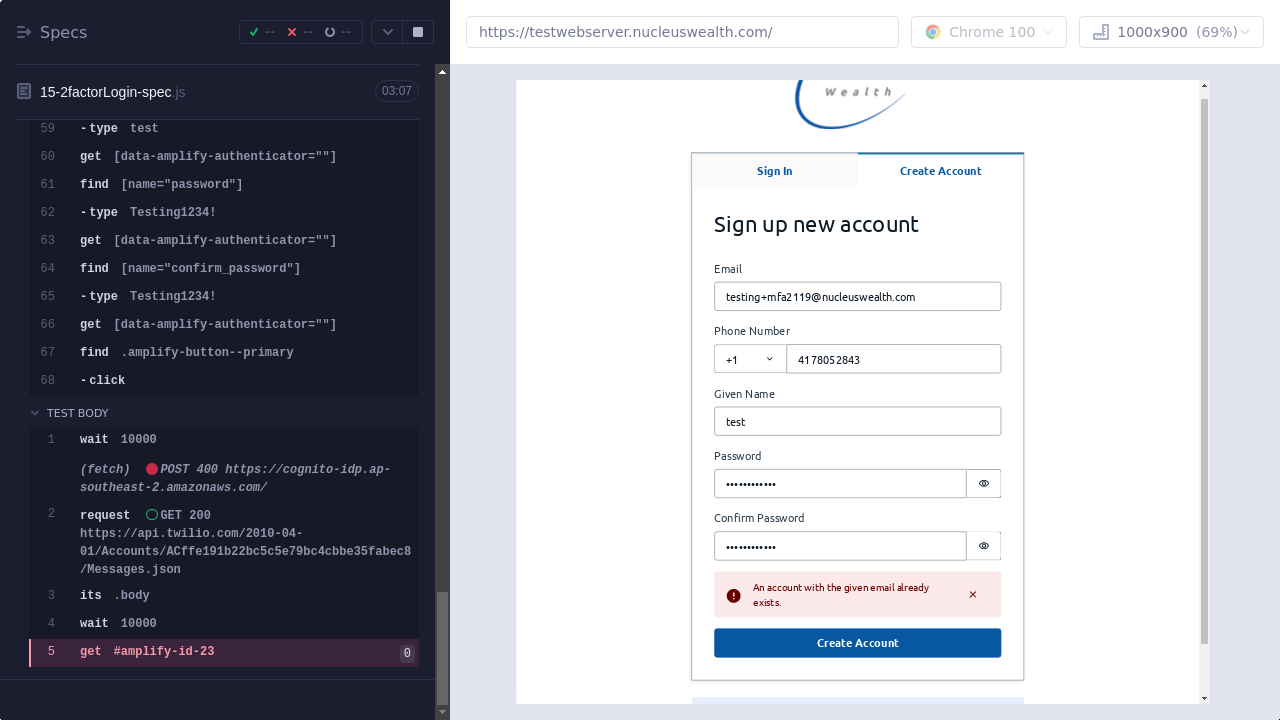 Specs
--
--
--
https://testwebserver.nucleuswealth.com/
Chrome 100
1000x900 (69%)
15-2factorLogin-spec.js
03:07
59 -type test
60 get [data-amplify-authenticator=""]
61 find [name="password"]
62 -type Testing1234!
63 get [data-amplify-authenticator=""]
64 find [name="confirm_password"]
65 -type Testing1234!
66 get [data-amplify-authenticator=""]
67 find .amplify-button--primary
68 -click
TEST BODY
1 wait 10000
(fetch) POST 400 https://cognito-idp.ap-
southeast-2.amazonaws.com/
2 request GET 200
https://api.twilio.com/2010-04-
01/Accounts/ACffe191b22bc5c5e79bc4cbbe35fabec8
/Messages.json
3 its .body
4 wait 10000
5 get #amplify-id-23 0
Wealth
Sign In
Create Account
Sign up new account
Email
testing+mfa2119@nucleuswealth.com
Phone Number
+1
4178052843
Given Name
test
Password
••••••••••••
Confirm Password
••••••••••••
An account with the given email already
exists.
Create Account